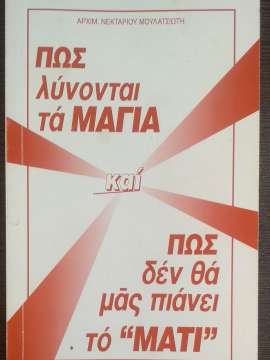 ΑΡΧΙΜ. ΝΕΚΤΑΡΙΟΥ ΜΟΥΛΑΤΣΙΩΤΗ
ΠΩΣ
λύνονται
τά ΜΑΓΙΑ
καί
ΠΩΣ
δέν θά
μᾶς πιάνει
τό “ΜΑΤΙ”